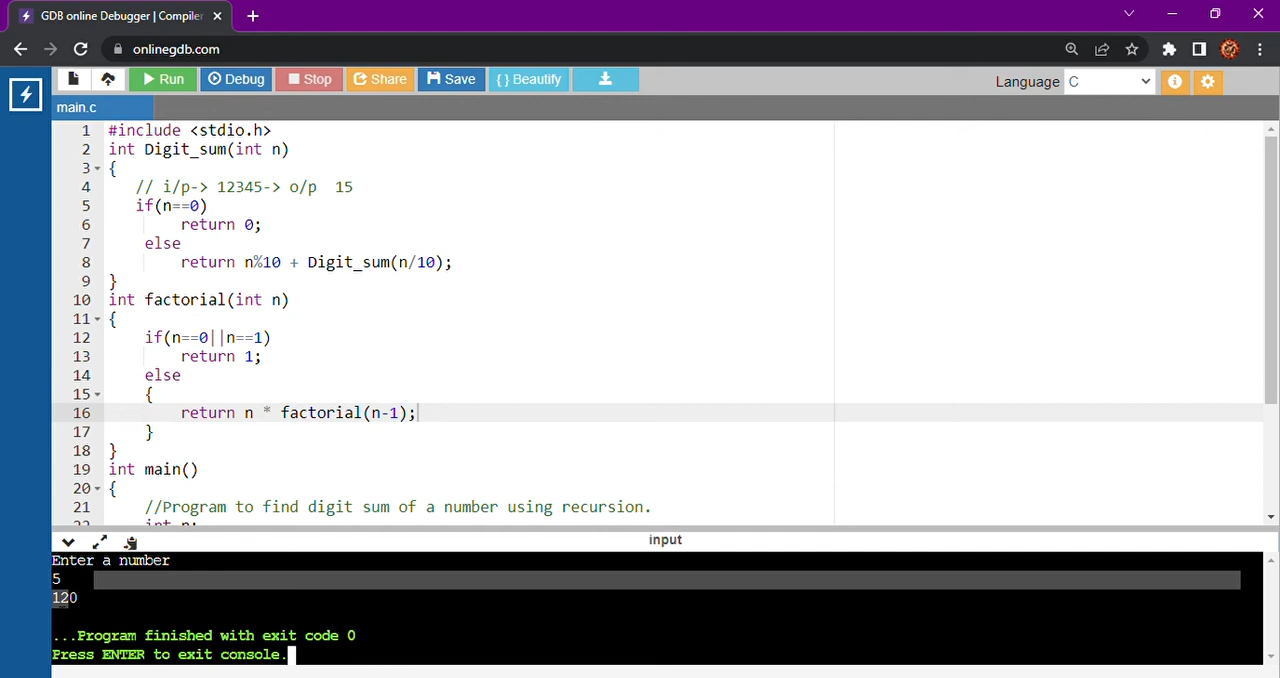 GDB online Debugger | Compiler
onlinegdb.com
Run Debug Stop Share Save { } Beautify Language C
main.c
1 #include <stdio.h>
2 int Digit_sum(int n)
3 {
4 // i/p-> 12345-> o/p  15
5 if(n==0)
6 return 0;
7 else
8 return n%10 + Digit_sum(n/10);
9 }
10 int factorial(int n)
11 {
12 if(n==0||n==1)
13 return 1;
14 else
15 {
16 return n * factorial(n-1);
17 }
18 }
19 int main()
20 {
21 //Program to find digit sum of a number using recursion.
22 int n;
input
Enter a number
5
120
...Program finished with exit code 0
Press ENTER to exit console.